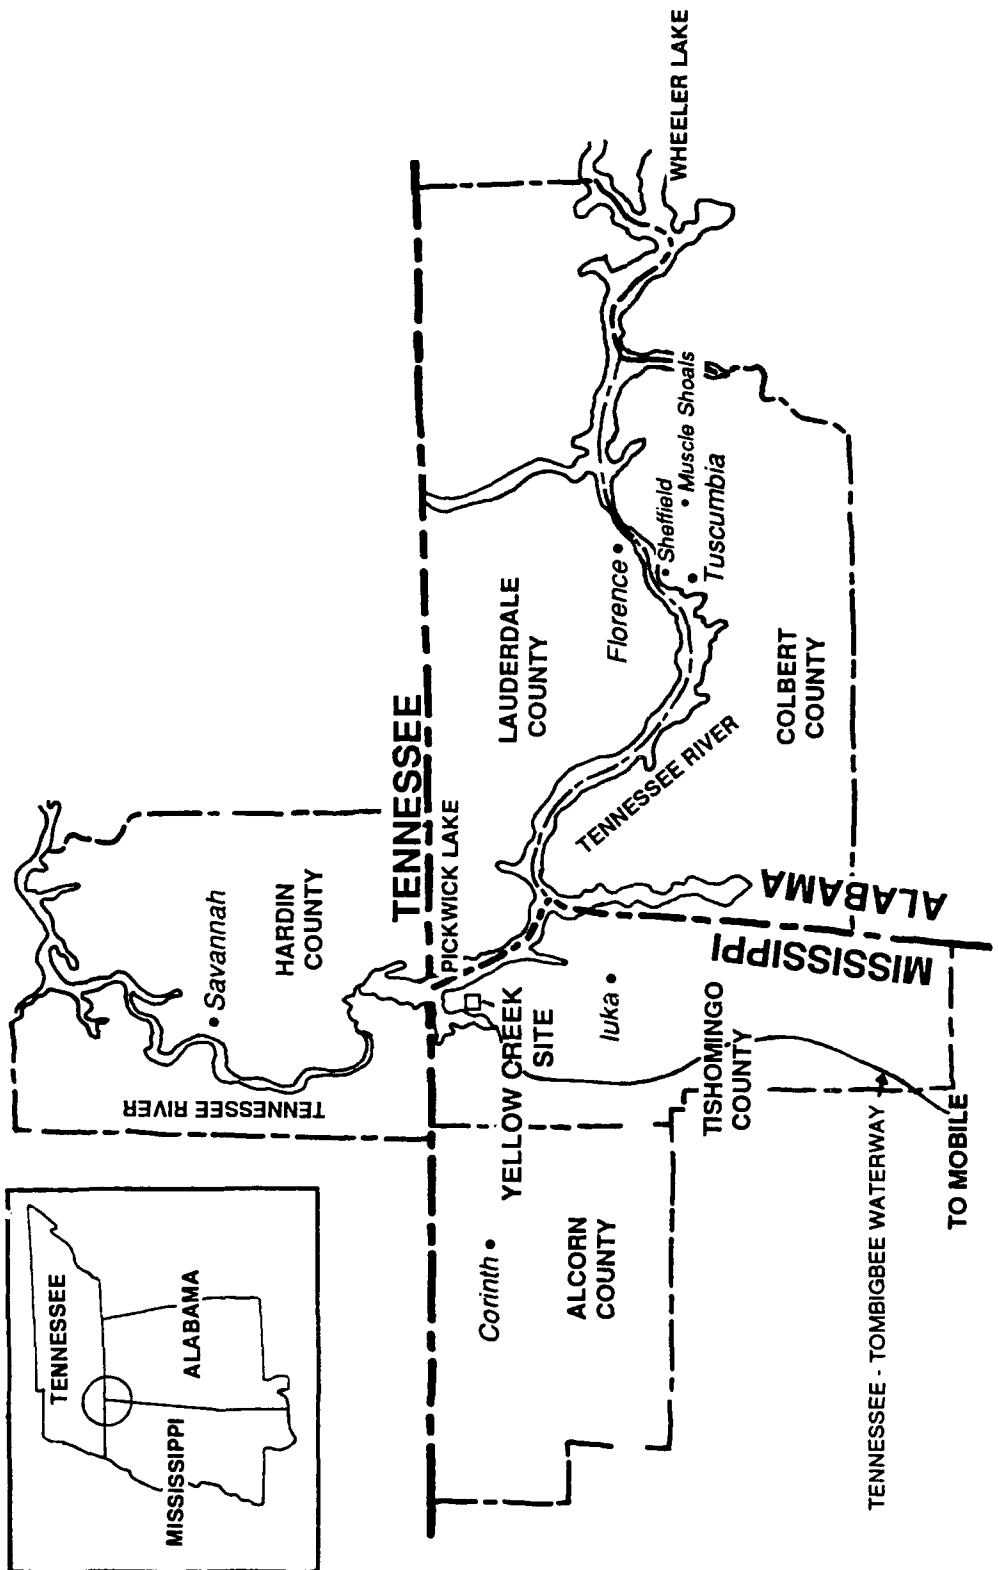 TENNESSEE
ALABAMA
MISSISSIPPI
TENNESSEE RIVER
Savannah
HARDIN
COUNTY
TENNESSEE
PICKWICK LAKE
Corinth
ALCORN
COUNTY
YELLOW CREEK
SITE
Iuka
TISHOMINGO
COUNTY
MISSISSIPPI
ALABAMA
LAUDERDALE
COUNTY
Florence
Sheffield
Muscle Shoals
Tuscumbia
TENNESSEE RIVER
COLBERT
COUNTY
WHEELER LAKE
TENNESSEE - TOMBIGBEE WATERWAY
TO MOBILE